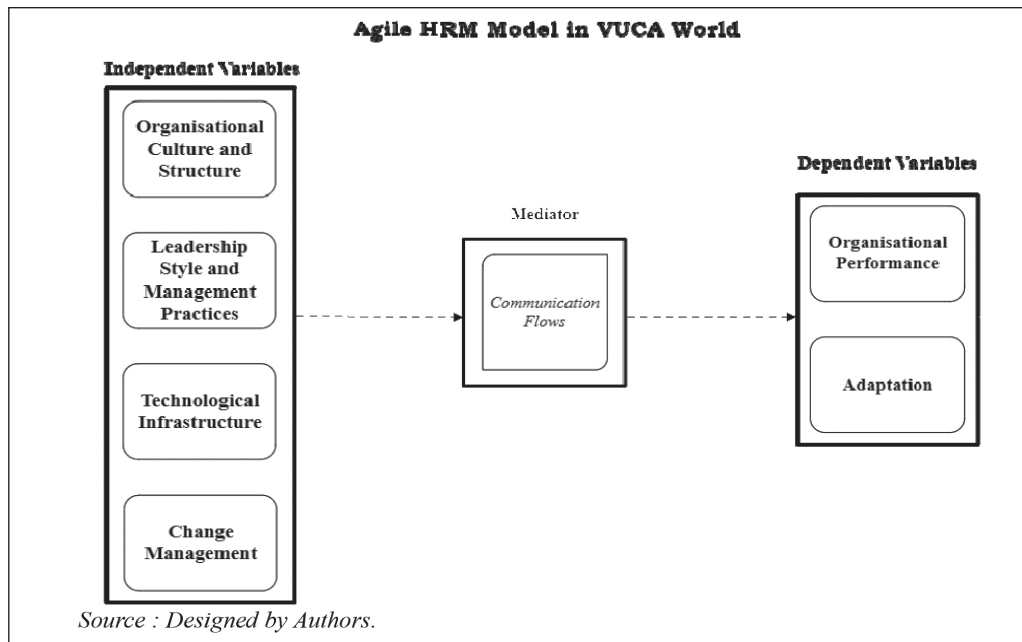 Agile HRM Model in VUCA World
Independent Variables
Organisational
Culture and
Structure
Leadership
Style and
Management
Practices
Technological
Infrastructure
Change
Management
Mediator
Communication
Flows
Dependent Variables
Organisational
Performance
Adaptation
Source : Designed by Authors.